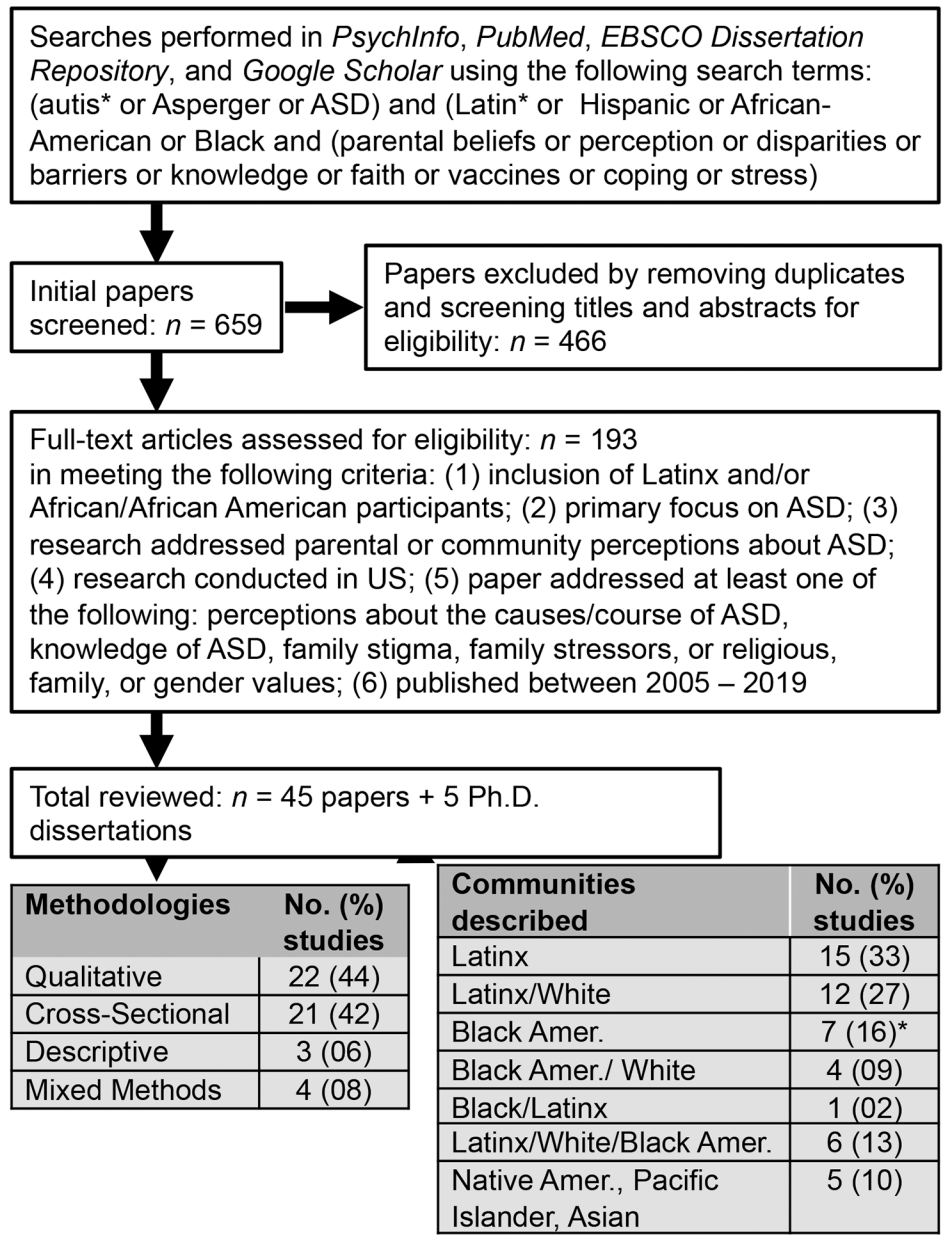 Searches performed in PsychInfo, PubMed, EBSCO Dissertation
Repository, and Google Scholar using the following search terms:
(autis* or Asperger or ASD) and (Latin* or Hispanic or African-
American or Black and (parental beliefs or perception or disparities or
barriers or knowledge or faith or vaccines or coping or stress)
Initial papers
screened: n = 659
Papers excluded by removing duplicates
and screening titles and abstracts for
eligibility: n = 466
Full-text articles assessed for eligibility: n = 193
in meeting the following criteria: (1) inclusion of Latinx and/or
African/African American participants; (2) primary focus on ASD; (3)
research addressed parental or community perceptions about ASD;
(4) research conducted in US; (5) paper addressed at least one of
the following: perceptions about the causes/course of ASD,
knowledge of ASD, family stigma, family stressors, or religious,
family, or gender values; (6) published between 2005 – 2019
Total reviewed: n = 45 papers + 5 Ph.D.
dissertations
Methodologies No. (%)
studies
Qualitative 22 (44)
Cross-Sectional 21 (42)
Descriptive 3 (06)
Mixed Methods 4 (08)
Communities No. (%)
described studies
Latinx 15 (33)
Latinx/White 12 (27)
Black Amer. 7 (16)*
Black Amer./ White 4 (09)
Black/Latinx 1 (02)
Latinx/White/Black Amer. 6 (13)
Native Amer., Pacific 5 (10)
Islander, Asian